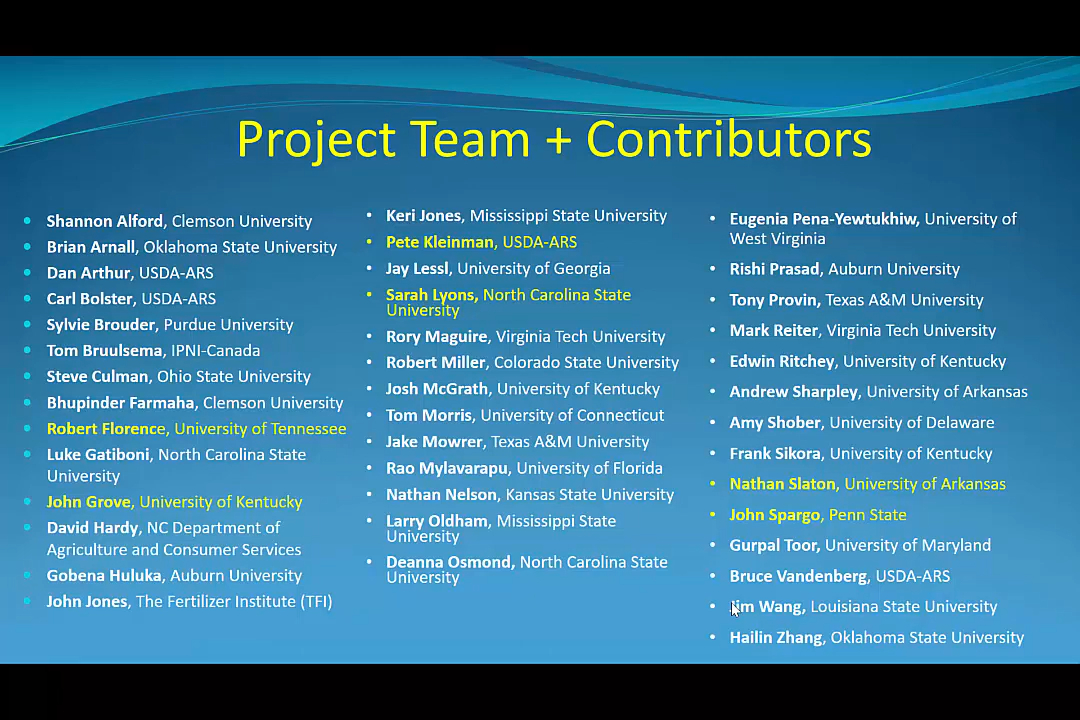 Project Team + Contributors
Shannon Alford, Clemson University
Brian Arnall, Oklahoma State University
Dan Arthur, USDA-ARS
Carl Bolster, USDA-ARS
Sylvie Brouder, Purdue University
Tom Bruulsema, IPNI-Canada
Steve Culman, Ohio State University
Bhupinder Farmaha, Clemson University
Robert Florence, University of Tennessee
Luke Gatiboni, North Carolina State
University
John Grove, University of Kentucky
David Hardy, NC Department of
Agriculture and Consumer Services
Gobena Huluka, Auburn University
John Jones, The Fertilizer Institute (TFI)
Keri Jones, Mississippi State University
Pete Kleinman, USDA-ARS
Jay Lessl, University of Georgia
Sarah Lyons, North Carolina State
University
Rory Maguire, Virginia Tech University
Robert Miller, Colorado State University
Josh McGrath, University of Kentucky
Tom Morris, University of Connecticut
Jake Mowrer, Texas A&M University
Rao Mylavarapu, University of Florida
Nathan Nelson, Kansas State University
Larry Oldham, Mississippi State
University
Deanna Osmond, North Carolina State
University
Eugenia Pena-Yewtukhiw, University of
West Virginia
Rishi Prasad, Auburn University
Tony Provin, Texas A&M University
Mark Reiter, Virginia Tech University
Edwin Ritchey, University of Kentucky
Andrew Sharpley, University of Arkansas
Amy Shober, University of Delaware
Frank Sikora, University of Kentucky
Nathan Slaton, University of Arkansas
John Spargo, Penn State
Gurpal Toor, University of Maryland
Bruce Vandenberg, USDA-ARS
Jim Wang, Louisiana State University
Hailin Zhang, Oklahoma State University